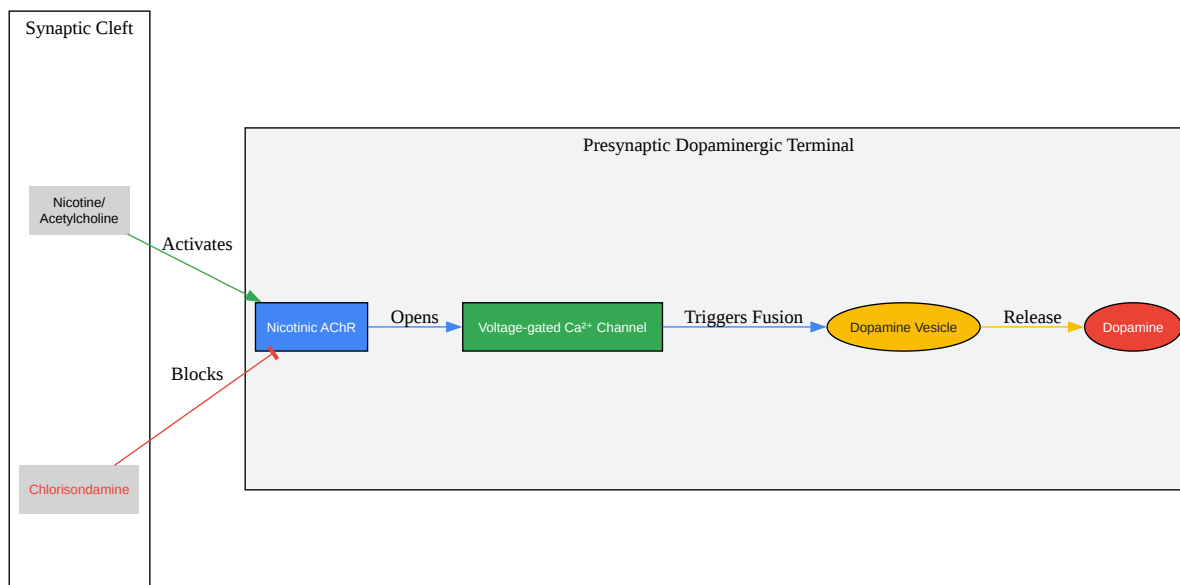 Synaptic Cleft
Presynaptic Dopaminergic Terminal
Nicotine/
Acetylcholine
Activates
Nicotinic AChR
Opens
Voltage-gated Ca²⁺ Channel
Triggers Fusion
Dopamine Vesicle
Release
Dopamine
Blocks
Chlorisondamine